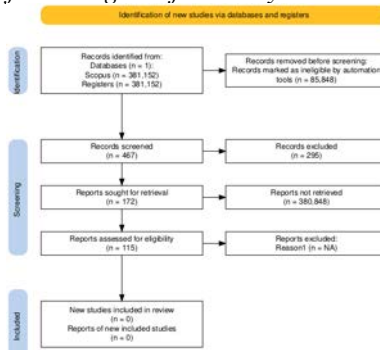 Identification of new studies via databases and registers
Identification
Records identified from:
Databases (n = 1):
Scopus (n = 381,152)
Registers (n = 381,152)
Records removed before screening:
Records marked as ineligible by automation
tools (n = 85,848)
Screening
Records screened
(n = 467)
Records excluded
(n = 295)
Reports sought for retrieval
(n = 172)
Reports not retrieved
(n = 380,848)
Reports assessed for eligibility
(n = 115)
Reports excluded:
Reason1 (n = NA)
Included
New studies included in review
(n = 0)
Reports of new included studies
(n = 0)